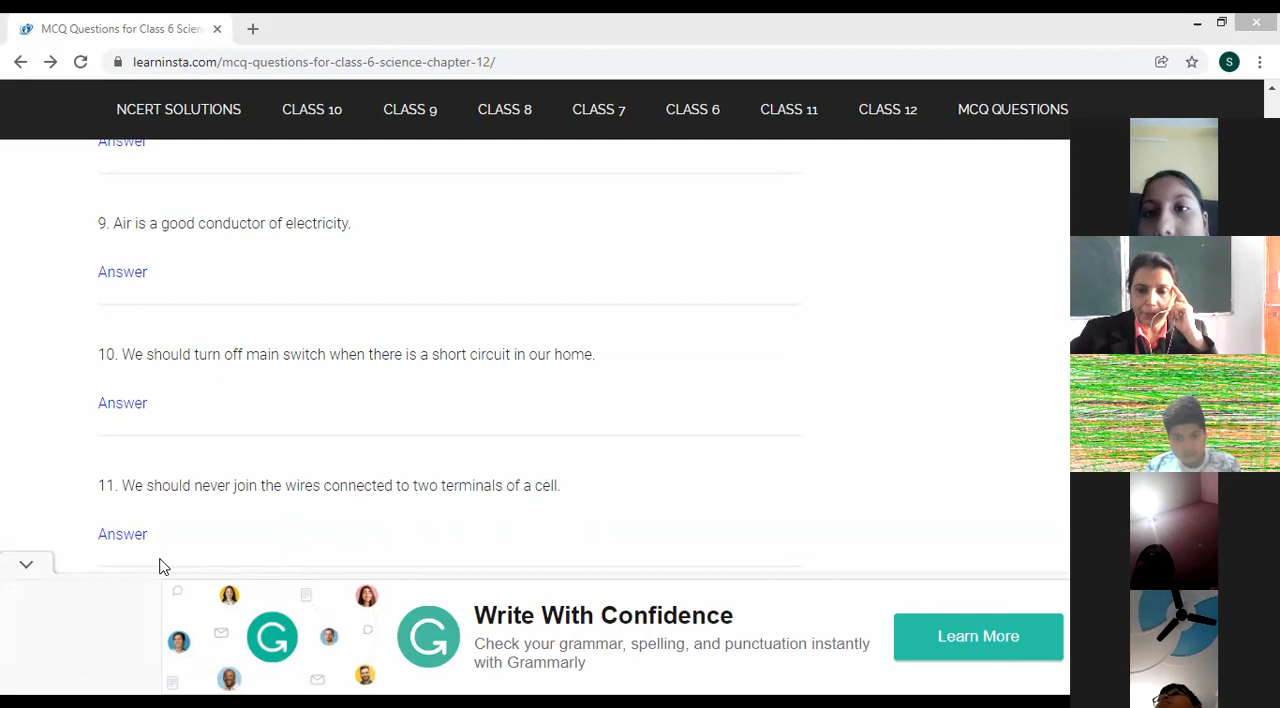 MCQ Questions for Class 6 Scien
learninsta.com/mcq-questions-for-class-6-science-chapter-12/
S
NCERT SOLUTIONS CLASS 10 CLASS 9 CLASS 8 CLASS 7 CLASS 6 CLASS 11 CLASS 12 MCQ QUESTIONS
Answer
9. Air is a good conductor of electricity.
Answer
10. We should turn off main switch when there is a short circuit in our home.
Answer
11. We should never join the wires connected to two terminals of a cell.
Answer
Write With Confidence
Check your grammar, spelling, and punctuation instantly
with Grammarly
Learn More